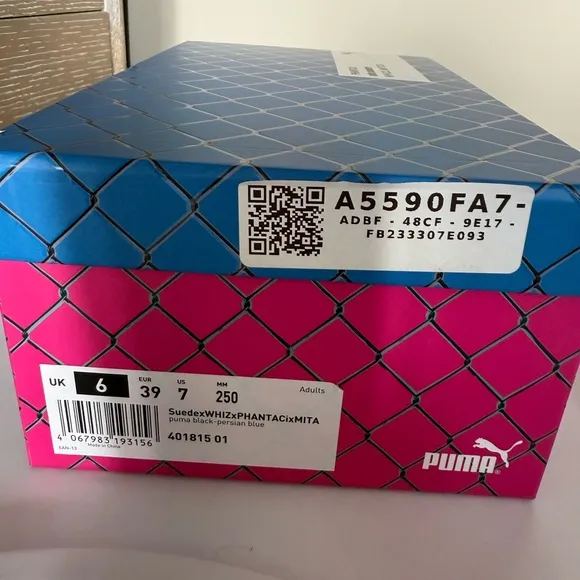 A5590FA7-
ADBF - 48CF - 9E17 -
FB233307E093
UK 6 EUR 39 US 7 MM 250 Adults
SuedexWHIZxPHANTACixMITA
puma black-persian blue
401815 01
4 067983 193156
Made in China
PUMA